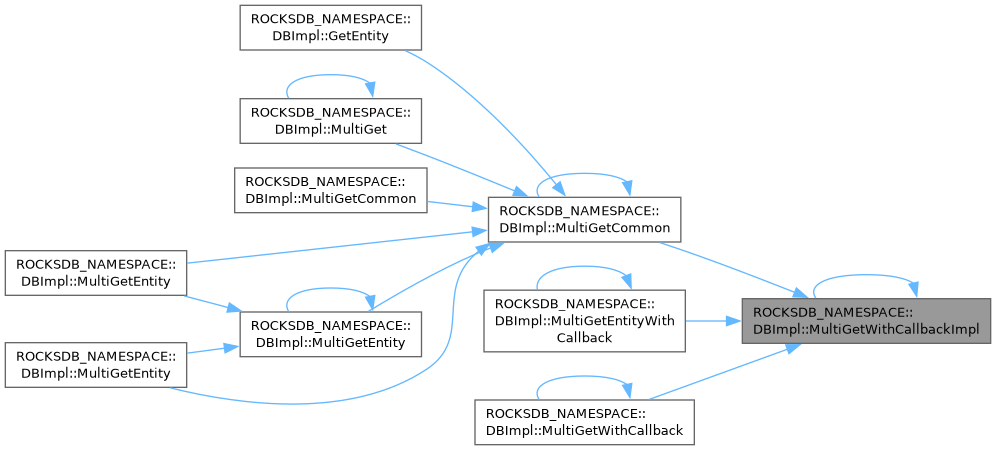 ROCKSDB_NAMESPACE::
DBImpl::GetEntity
ROCKSDB_NAMESPACE::
DBImpl::MultiGet
ROCKSDB_NAMESPACE::
DBImpl::MultiGetCommon
ROCKSDB_NAMESPACE::
DBImpl::MultiGetCommon
ROCKSDB_NAMESPACE::
DBImpl::MultiGetEntity
ROCKSDB_NAMESPACE::
DBImpl::MultiGetEntityWith
Callback
ROCKSDB_NAMESPACE::
DBImpl::MultiGetWithCallbackImpl
ROCKSDB_NAMESPACE::
DBImpl::MultiGetEntity
ROCKSDB_NAMESPACE::
DBImpl::MultiGetEntity
ROCKSDB_NAMESPACE::
DBImpl::MultiGetWithCallback